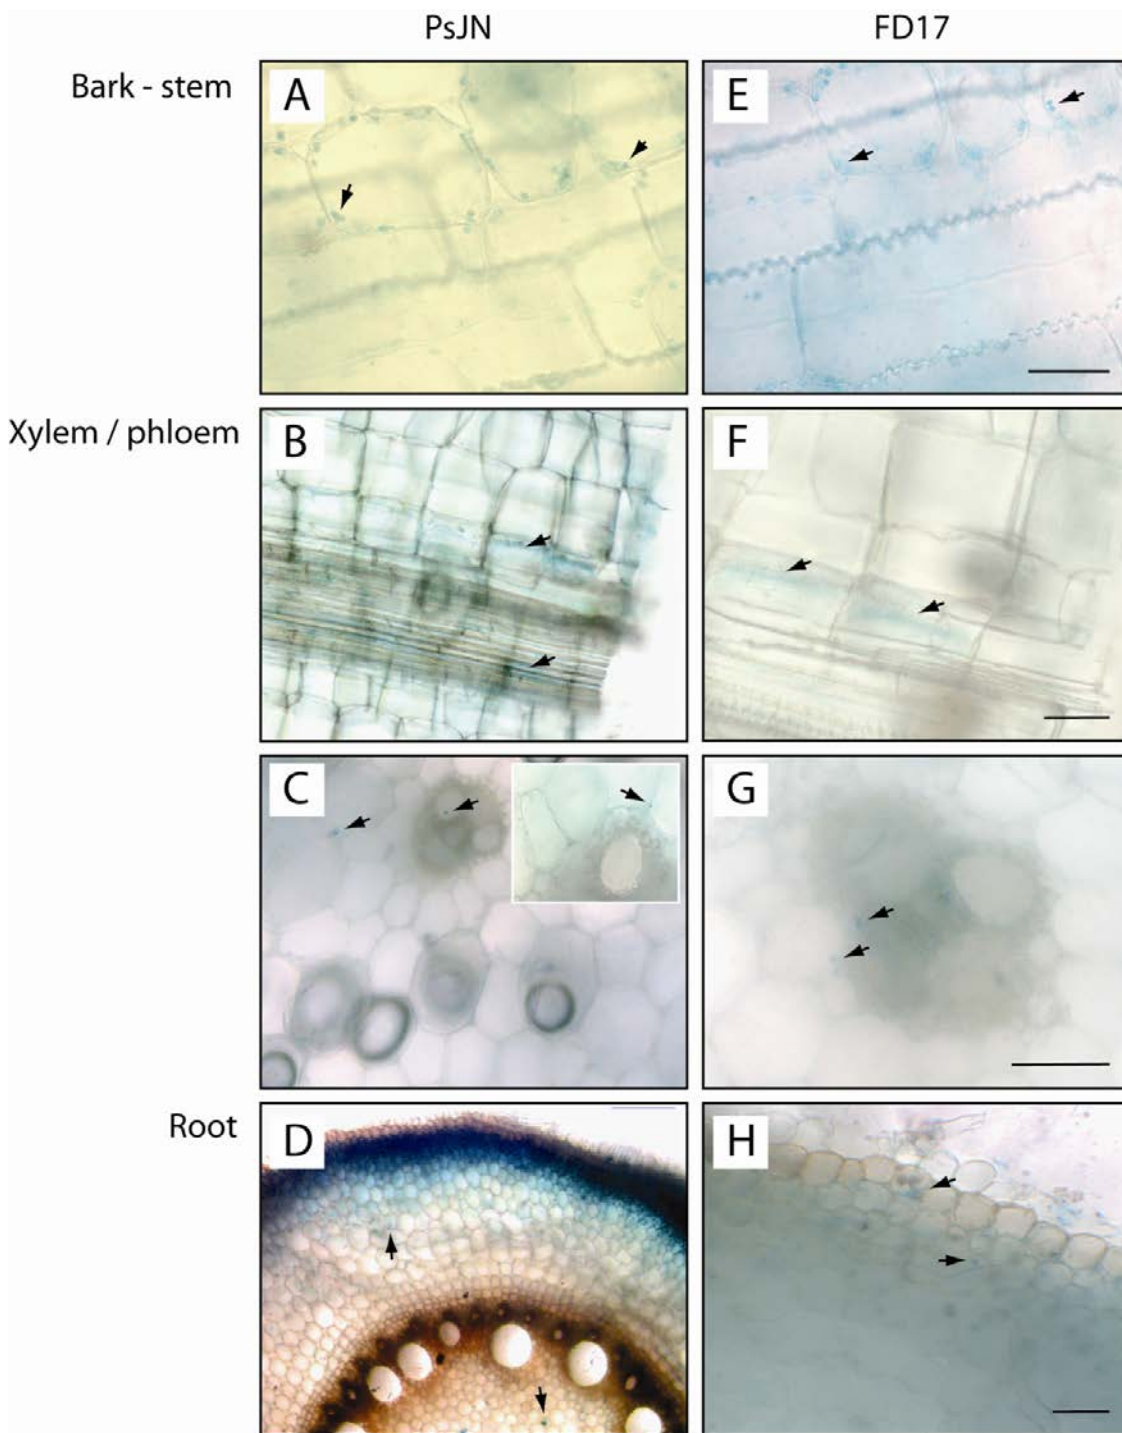 PsJN FD17
Bark - stem
A E
Xylem / phloem
B F
C G
Root
D H